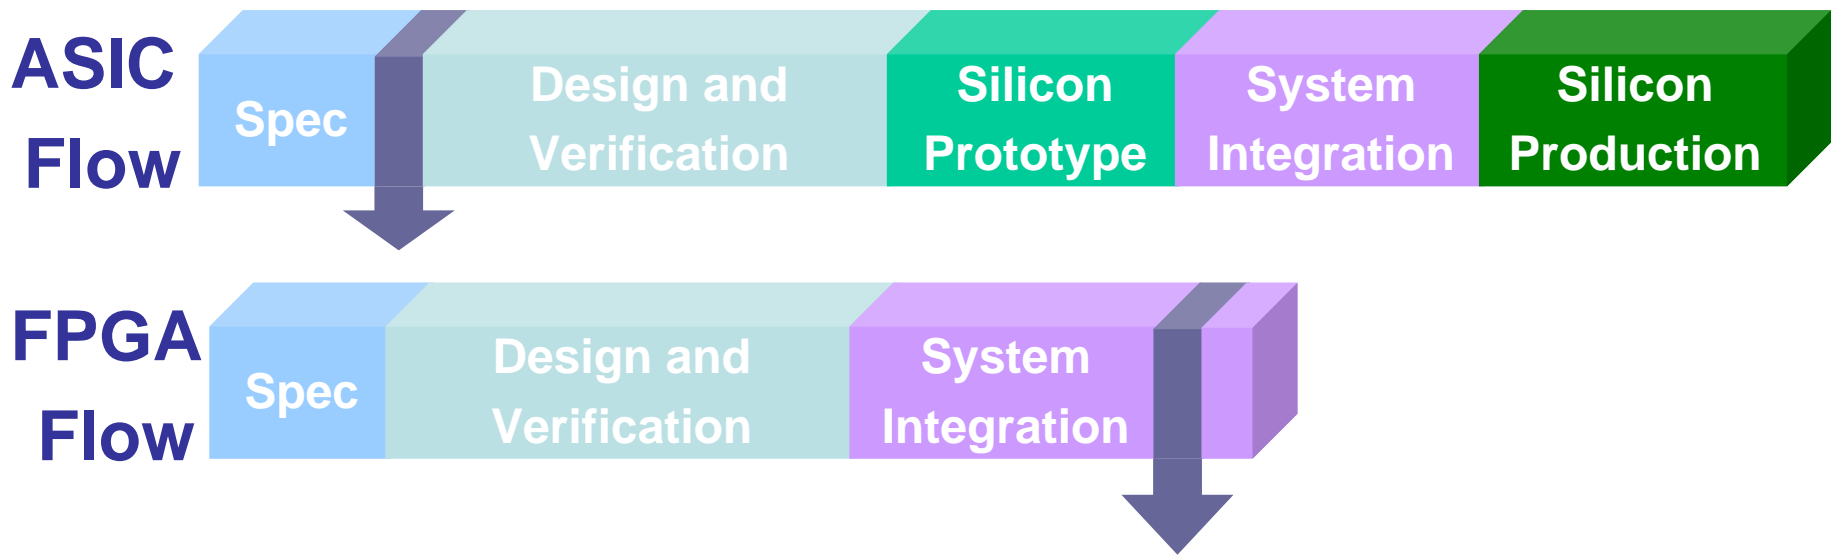 ASIC
Flow
Spec
Design and
Verification
Silicon
Prototype
System
Integration
Silicon
Production
FPGA
Flow
Spec
Design and
Verification
System
Integration